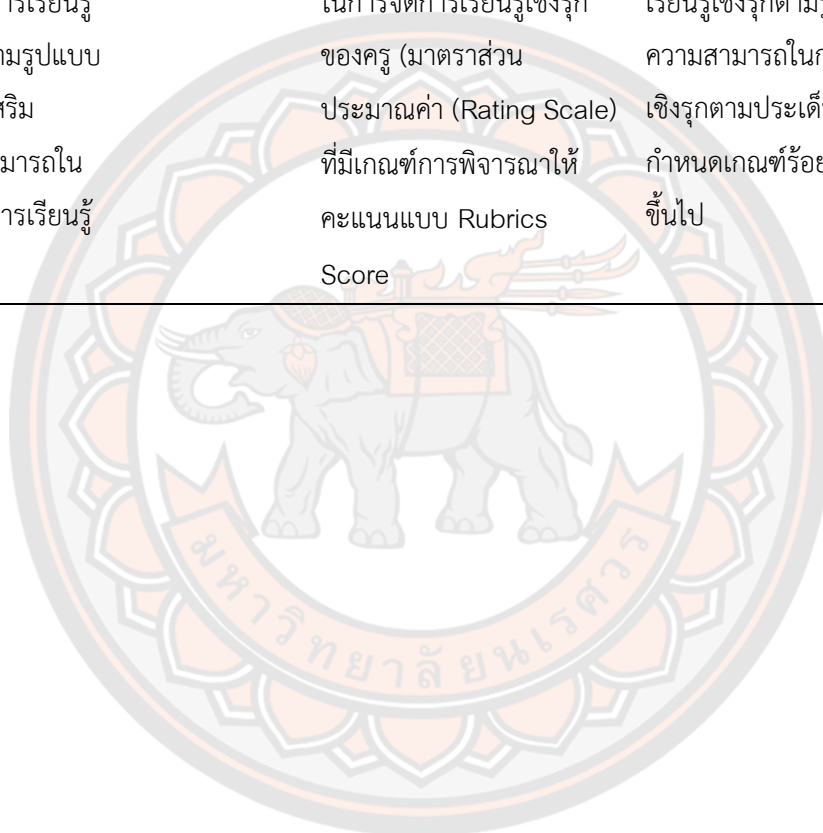 ารเรียนรู้
ามรูปแบบ
สริม
มารถใน
การเรียนรู้
ในการจัดการเรียนรู้เชิงรุก
ของครู (มาตราส่วน
ประมาณค่า (Rating Scale)
ที่มีเกณฑ์การพิจารณาให้
คะแนนแบบ Rubrics
Score
เรียนรู้เชิงรุกตาม
ความสามารถใน
เชิงรุกตามประเด็
กำหนดเกณฑ์ร้อย
ขึ้นไป
มหาวิทยาลัยนเรศวร